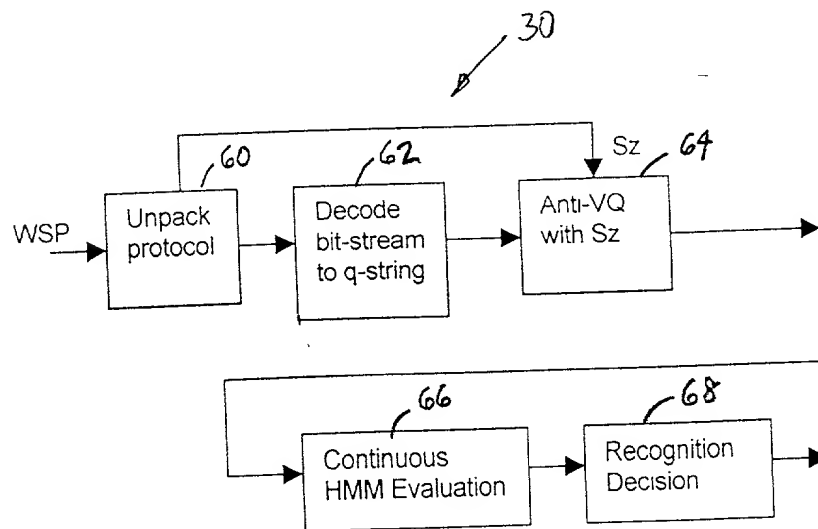 30
60
62
Sz
64
WSP
Unpack
protocol
Decode
bit-stream
to q-string
Anti-VQ
with Sz
66
68
Continuous
HMM Evaluation
Recognition
Decision